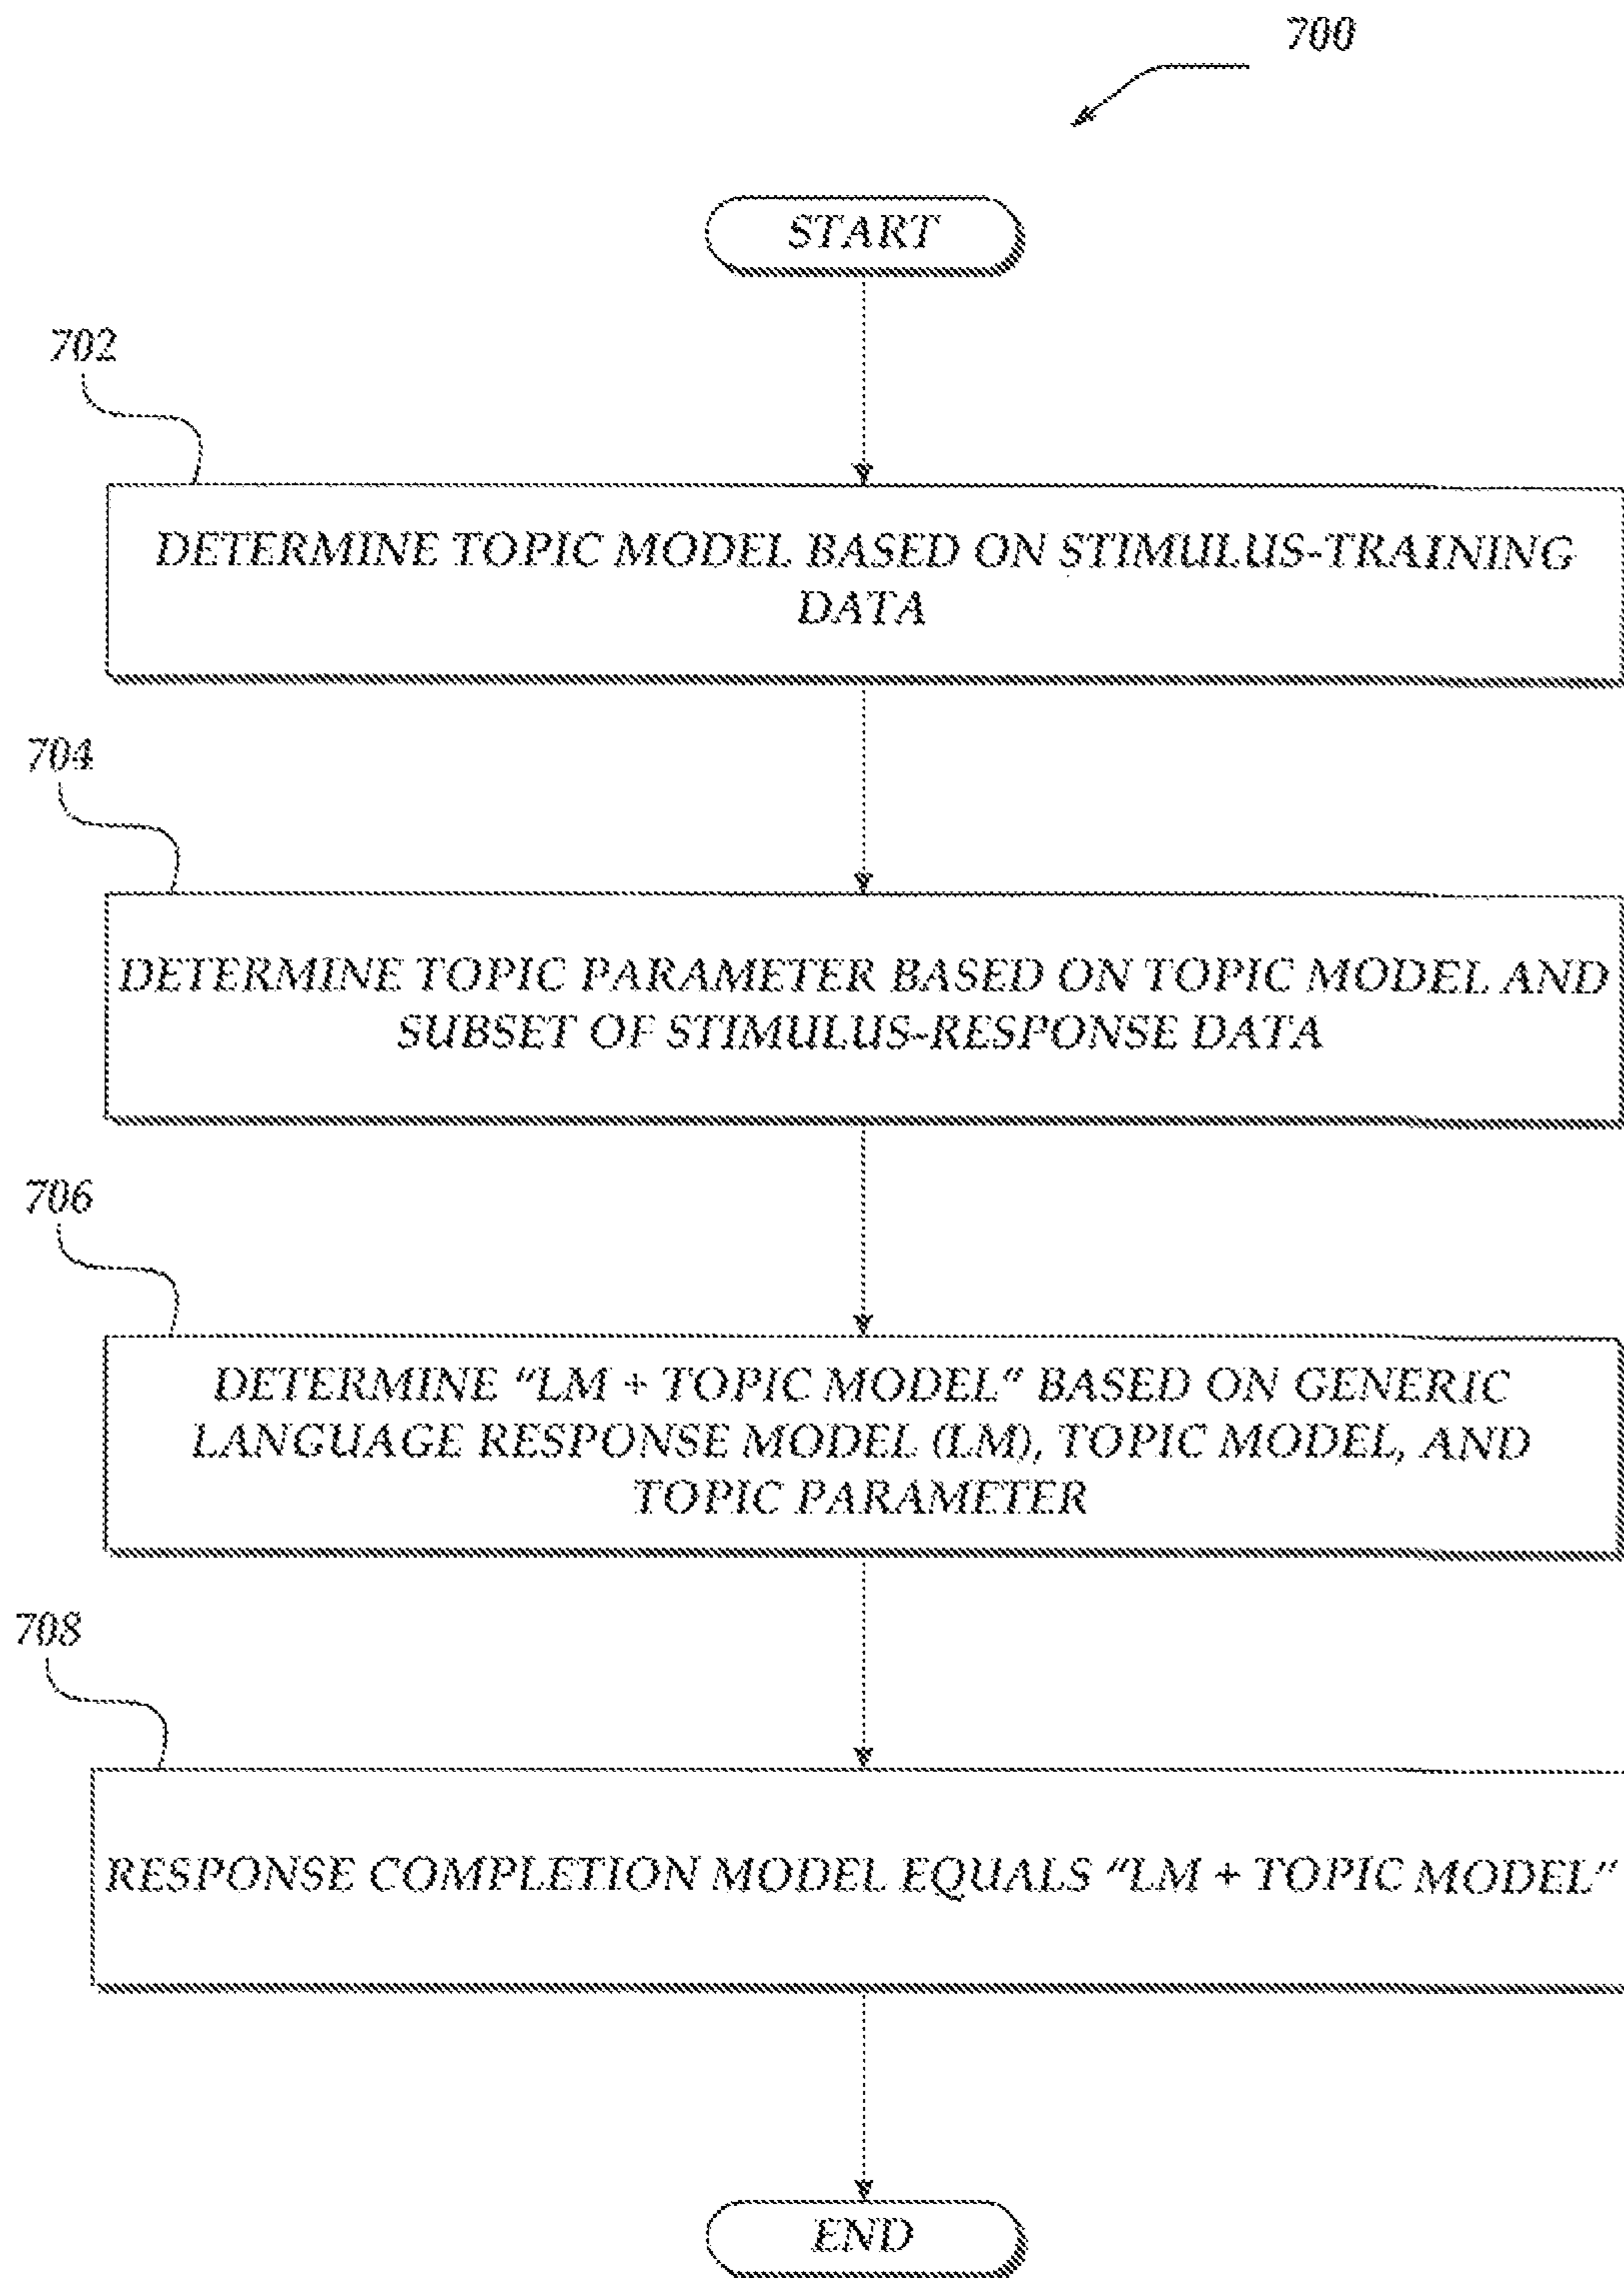 700
START
702
DETERMINE TOPIC MODEL BASED ON STIMULUS-TRAINING
DATA
704
DETERMINE TOPIC PARAMETER BASED ON TOPIC MODEL AND
SUBSET OF STIMULUS-RESPONSE DATA
706
DETERMINE "LM + TOPIC MODEL" BASED ON GENERIC
LANGUAGE RESPONSE MODEL (LM), TOPIC MODEL, AND
TOPIC PARAMETER
708
RESPONSE COMPLETION MODEL EQUALS "LM + TOPIC MODEL"
END